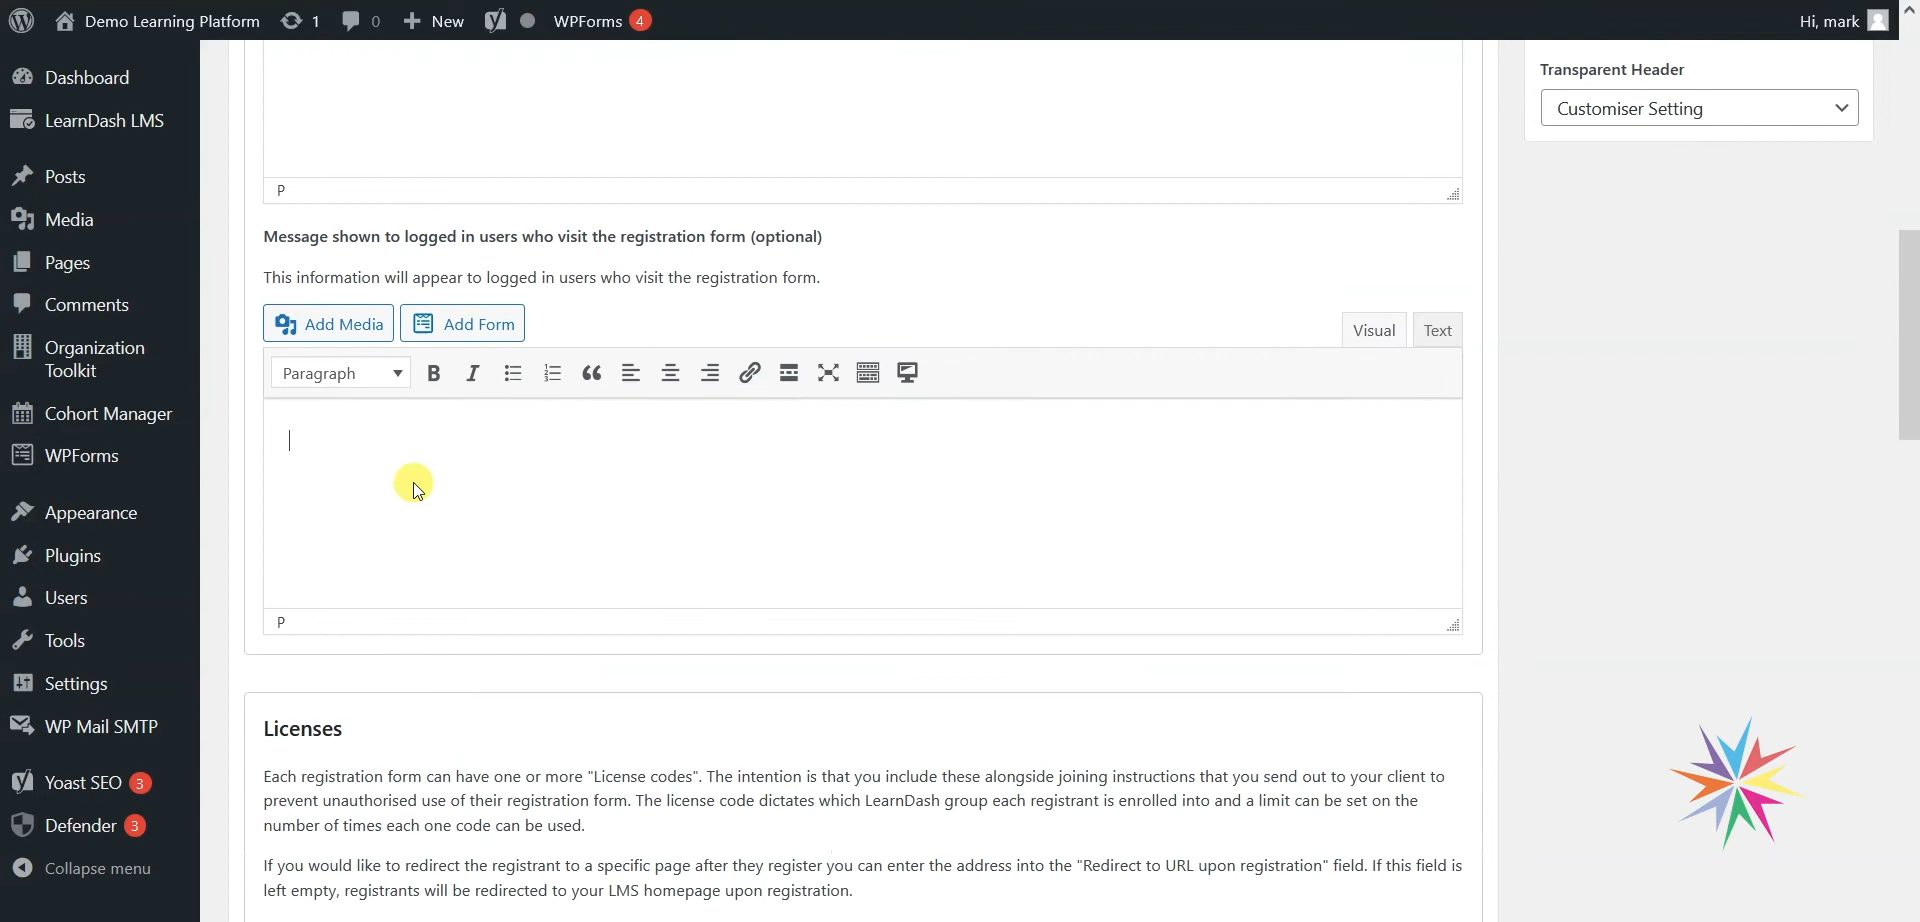 Demo Learning Platform 1 0 New WPForms 4 Hi, mark
Dashboard
LearnDash LMS
Posts
Media
Pages
Comments
Organization
Toolkit
Cohort Manager
WPForms
Appearance
Plugins
Users
Tools
Settings
WP Mail SMTP
Yoast SEO 3
Defender 3
Collapse menu
P
Message shown to logged in users who visit the registration form (optional)
This information will appear to logged in users who visit the registration form.
Add Media Add Form
Visual Text
Paragraph
P
Licenses
Each registration form can have one or more "License codes". The intention is that you include these alongside joining instructions that you send out to your client to
prevent unauthorised use of their registration form. The license code dictates which LearnDash group each registrant is enrolled into and a limit can be set on the
number of times each one code can be used.
If you would like to redirect the registrant to a specific page after they register you can enter the address into the "Redirect to URL upon registration" field. If this field is
left empty, registrants will be redirected to your LMS homepage upon registration.
Transparent Header
Customiser Setting